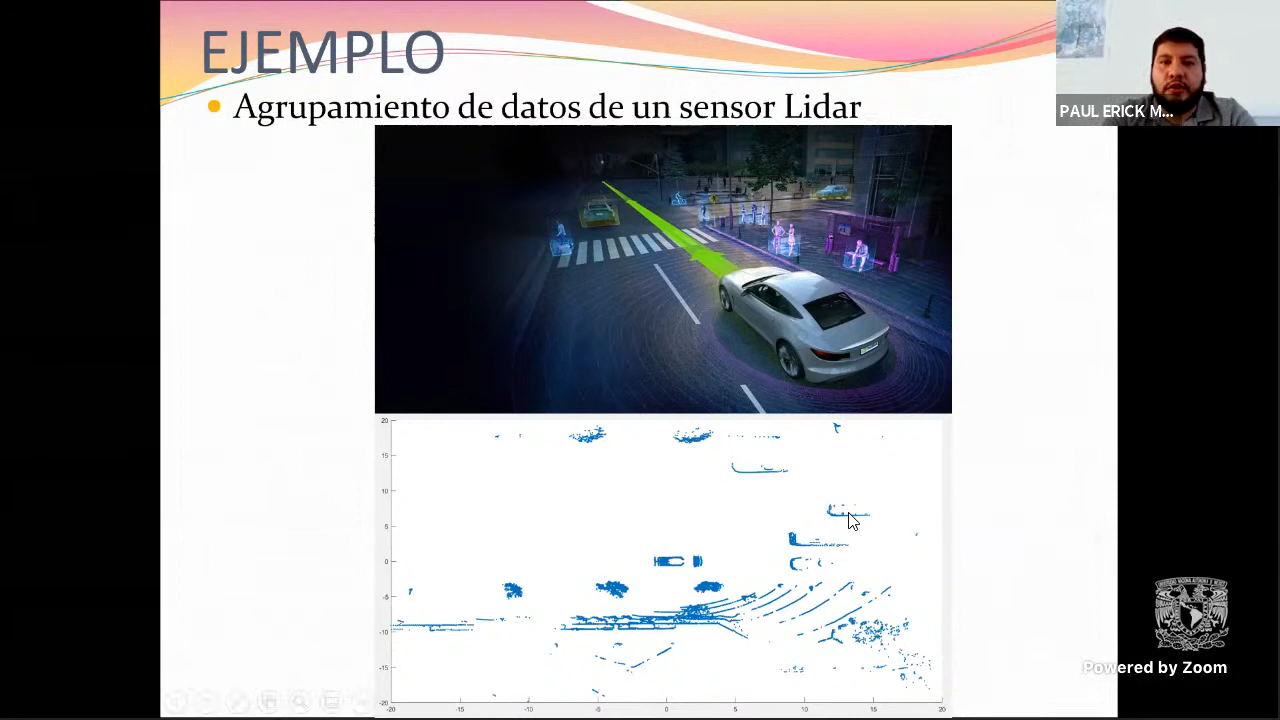 EJEMPLO
Agrupamiento de datos de un sensor Lidar
PAUL ERICK M...
20
15
10
5
0
-5
-10
-15
-20
-20 -15 -10 -5 0 5 10 15 20
Powered by Zoom